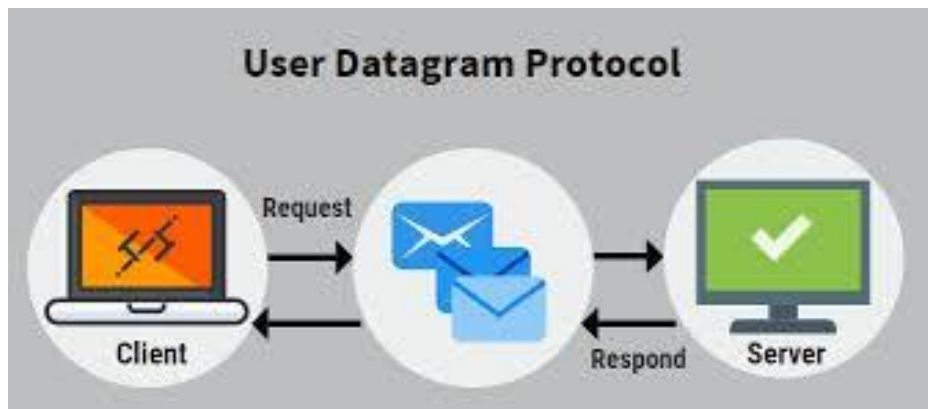 User Datagram Protocol
Request
Respond
Client
Server